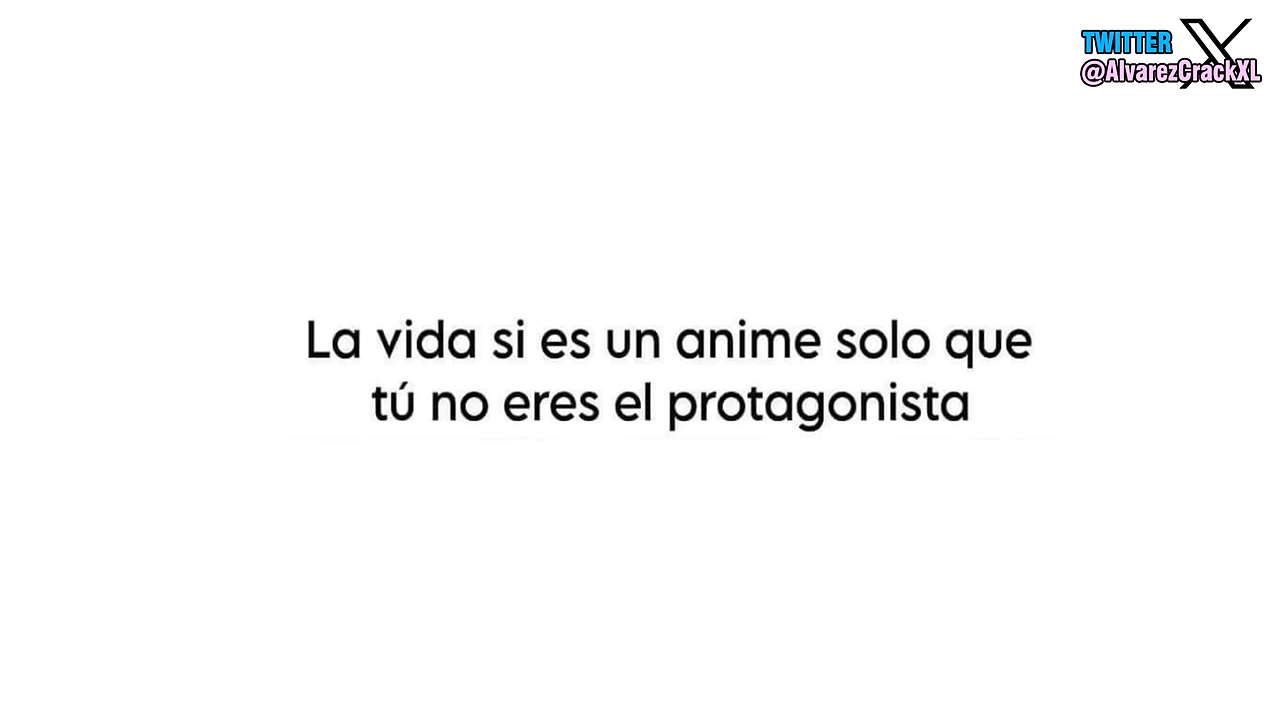 TWITTER
@AlvarezCrackXL
La vida si es un anime solo que
tú no eres el protagonista